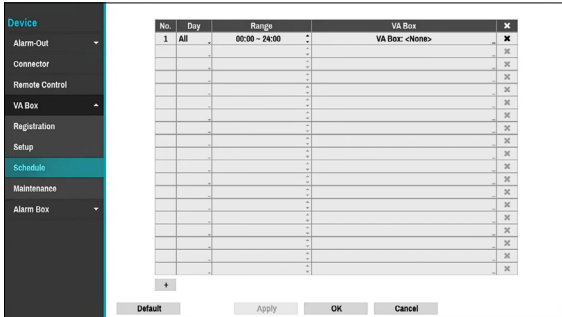 Device
Alarm-Out
Connector
Remote Control
VA Box
Registration
Setup
Schedule
Maintenance
Alarm Box
No. Day Range VA Box ✖
1 All 00:00 ~ 24:00 VA Box: <None> ✖
+
Default Apply OK Cancel